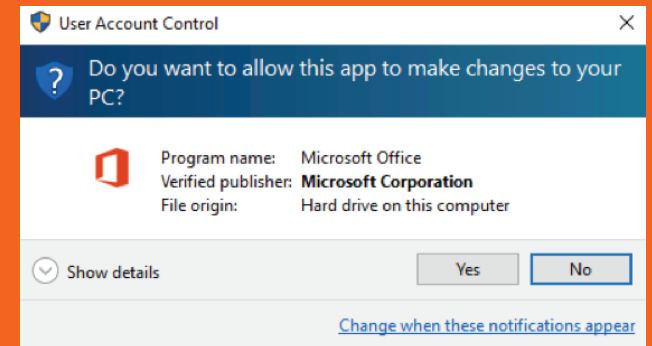 User Account Control
Do you want to allow this app to make changes to your
PC?
Program name: Microsoft Office
Verified publisher: Microsoft Corporation
File origin: Hard drive on this computer
Show details
Yes
No
Change when these notifications appear